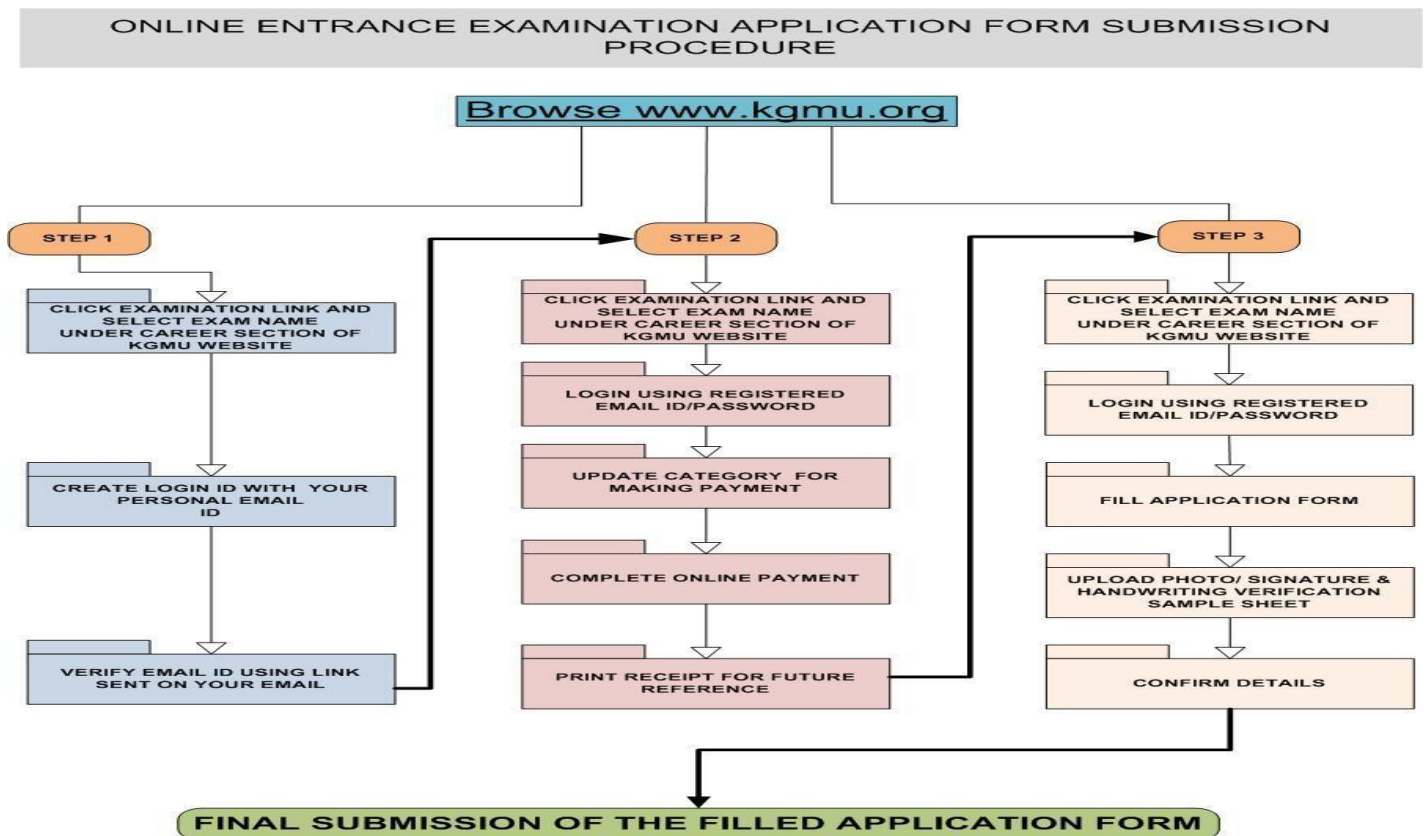 ONLINE ENTRANCE EXAMINATION APPLICATION FORM SUBMISSION
PROCEDURE
Browse www.kgmu.org
STEP 1
CLICK EXAMINATION LINK AND
SELECT EXAM NAME
UNDER CAREER SECTION OF
KGMU WEBSITE
CREATE LOGIN ID WITH YOUR
PERSONAL EMAIL
ID
VERIFY EMAIL ID USING LINK
SENT ON YOUR EMAIL
STEP 2
CLICK EXAMINATION LINK AND
SELECT EXAM NAME
UNDER CAREER SECTION OF
KGMU WEBSITE
LOGIN USING REGISTERED
EMAIL ID/PASSWORD
UPDATE CATEGORY FOR
MAKING PAYMENT
COMPLETE ONLINE PAYMENT
PRINT RECEIPT FOR FUTURE
REFERENCE
STEP 3
CLICK EXAMINATION LINK AND
SELECT EXAM NAME
UNDER CAREER SECTION OF
KGMU WEBSITE
LOGIN USING REGISTERED
EMAIL ID/PASSWORD
FILL APPLICATION FORM
UPLOAD PHOTO/ SIGNATURE &
HANDWRITING VERIFICATION
SAMPLE SHEET
CONFIRM DETAILS
FINAL SUBMISSION OF THE FILLED APPLICATION FORM